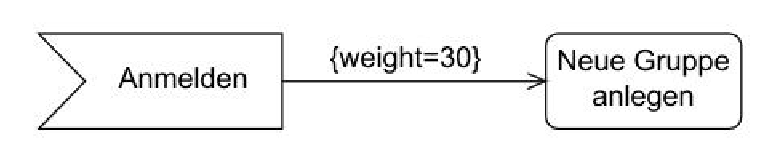 Anmelden
{weight=30}
Neue Gruppe
anlegen